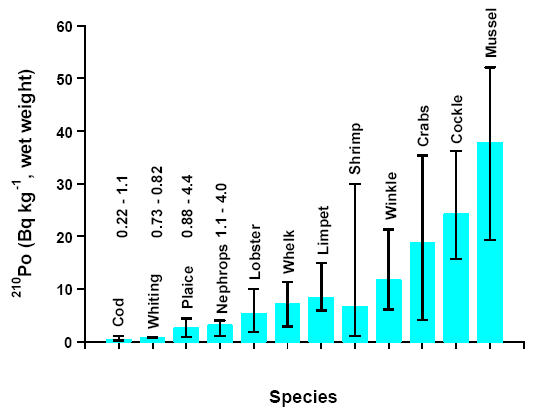 60
50
40
30
20
10
0
²¹⁰Po (Bq kg⁻¹, wet weight)
Cod 0.22 - 1.1
Whiting 0.73 - 0.82
Plaice 0.88 - 4.4
Nephrops 1.1 - 4.0
Lobster
Whelk
Limpet
Shrimp
Winkle
Crabs
Cockle
Mussel
Species